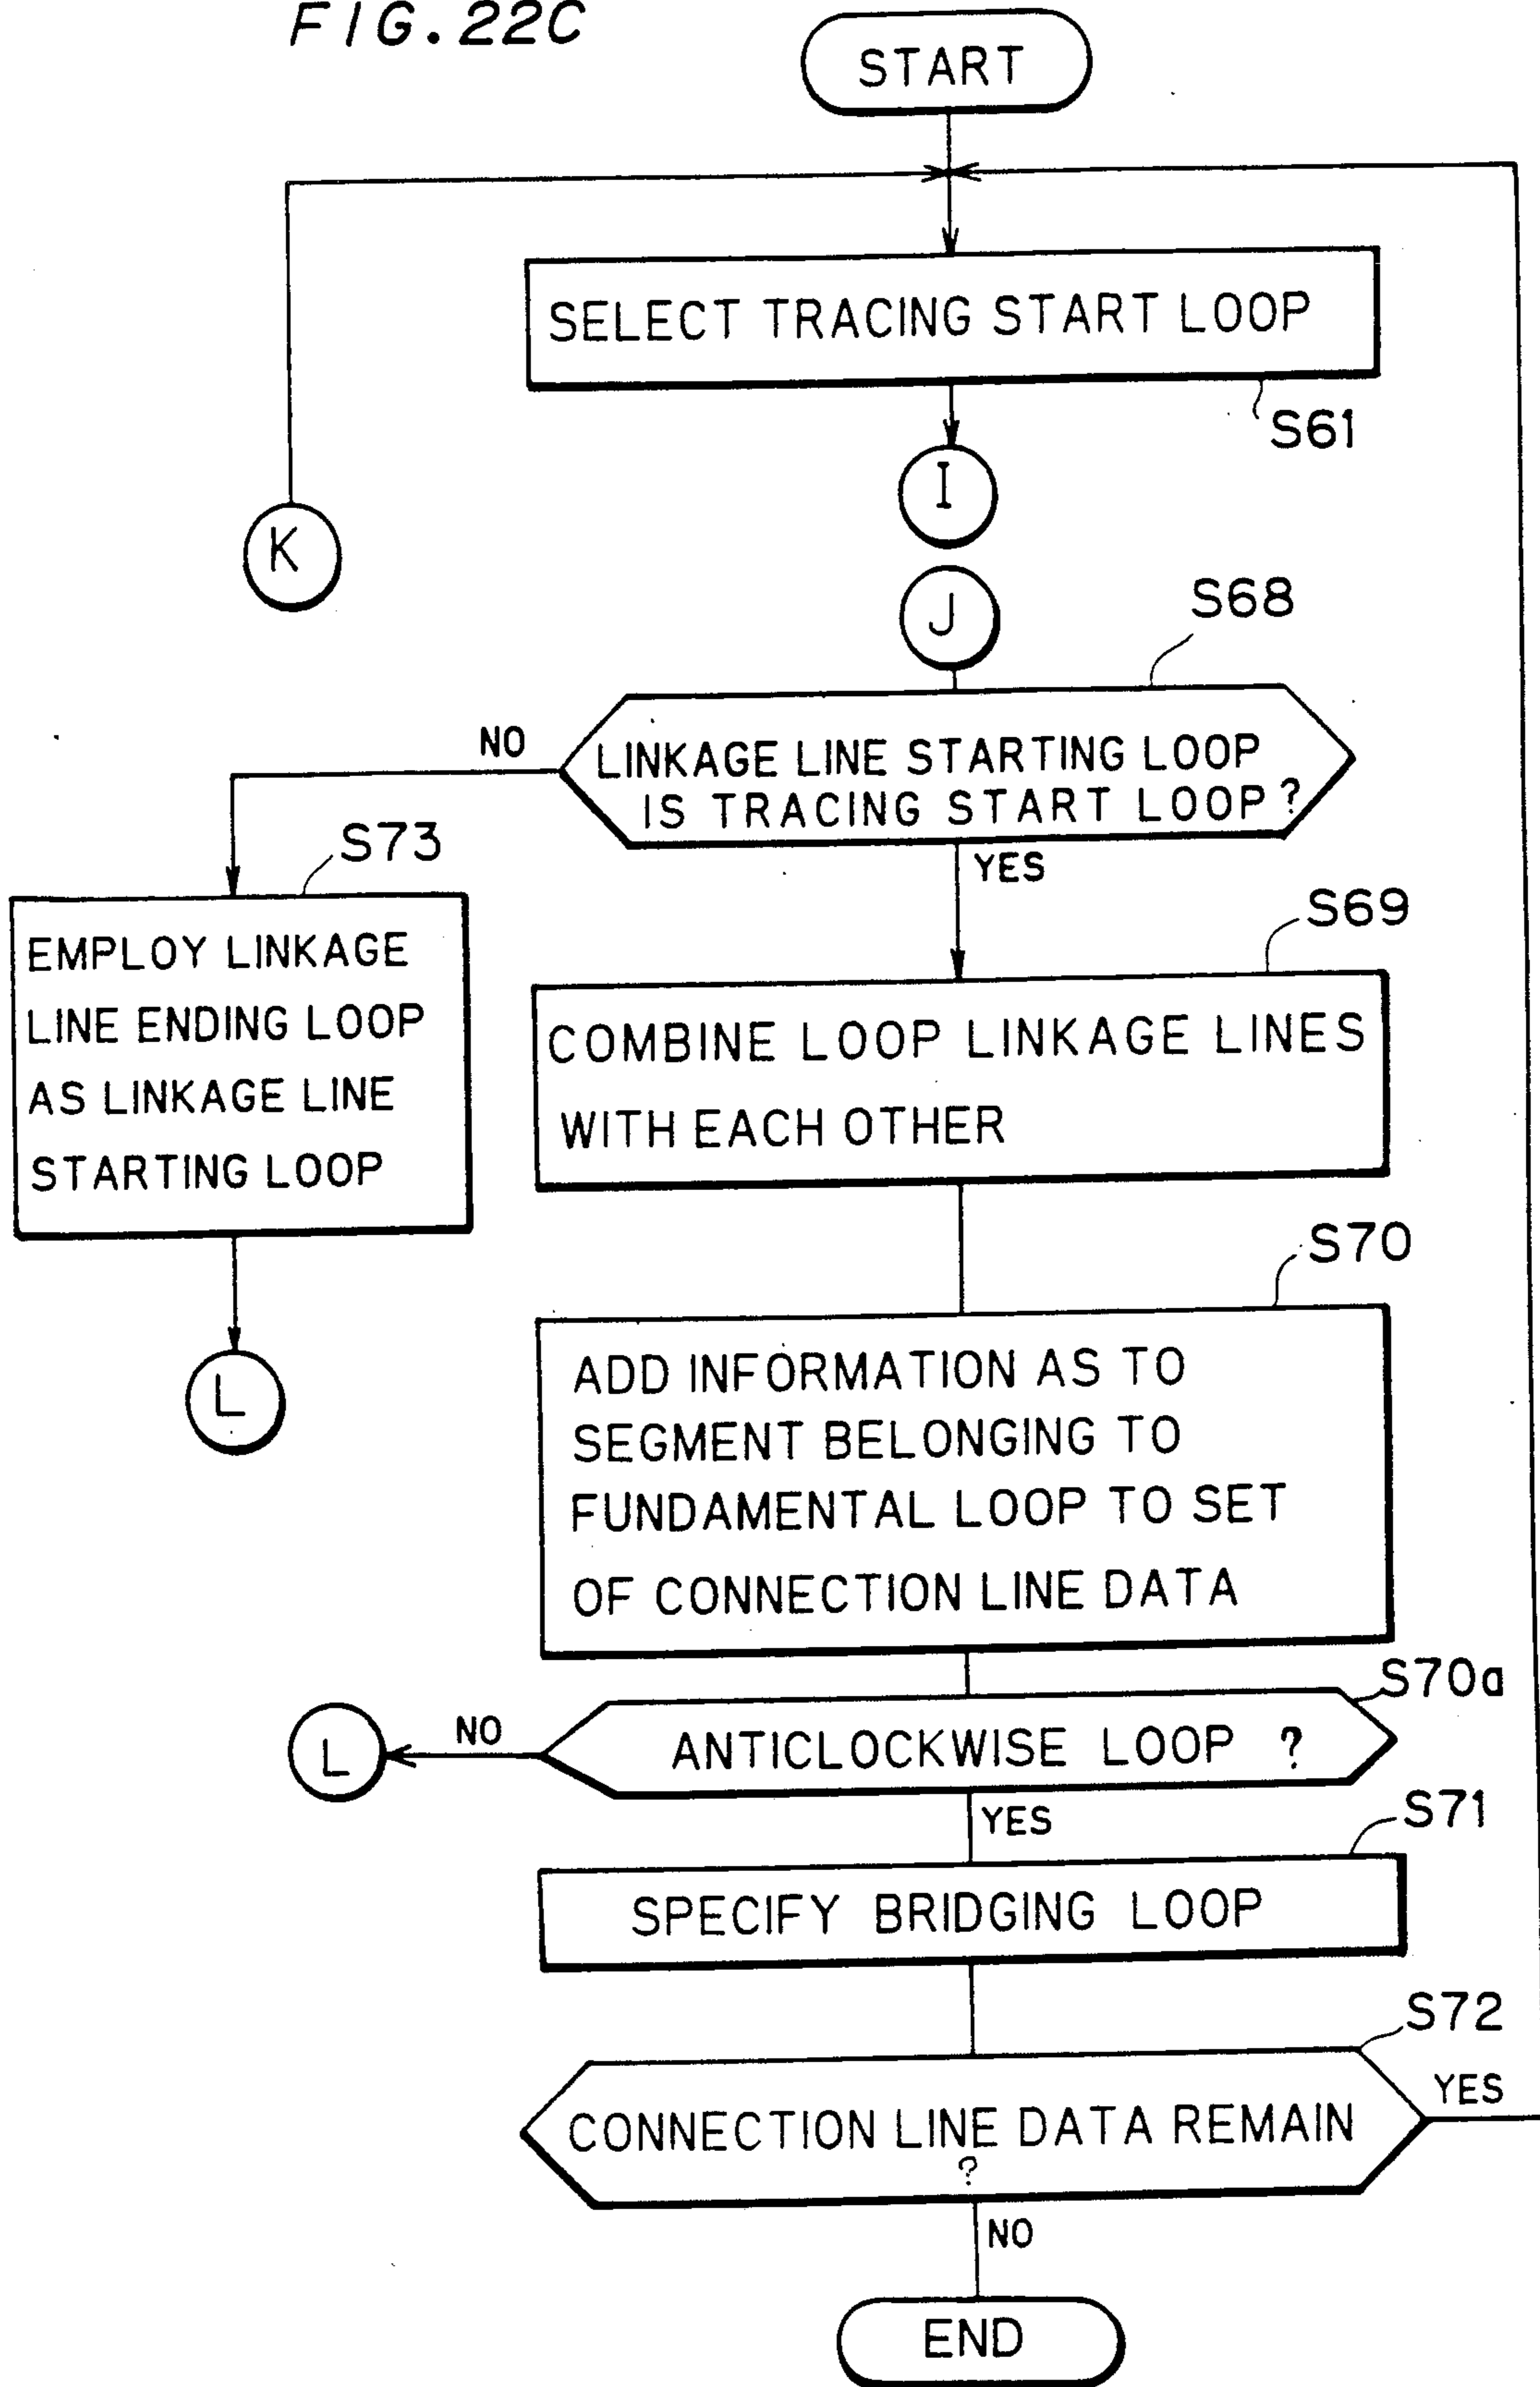 FIG. 22C
START
SELECT TRACING START LOOP
S61
I
K
J
S68
NO
LINKAGE LINE STARTING LOOP
IS TRACING START LOOP ?
YES
S73
EMPLOY LINKAGE
LINE ENDING LOOP
AS LINKAGE LINE
STARTING LOOP
S69
COMBINE LOOP LINKAGE LINES
WITH EACH OTHER
L
S70
ADD INFORMATION AS TO
SEGMENT BELONGING TO
FUNDAMENTAL LOOP TO SET
OF CONNECTION LINE DATA
S70a
L
NO
ANTICLOCKWISE LOOP ?
YES
S71
SPECIFY BRIDGING LOOP
S72
YES
CONNECTION LINE DATA REMAIN
?
NO
END